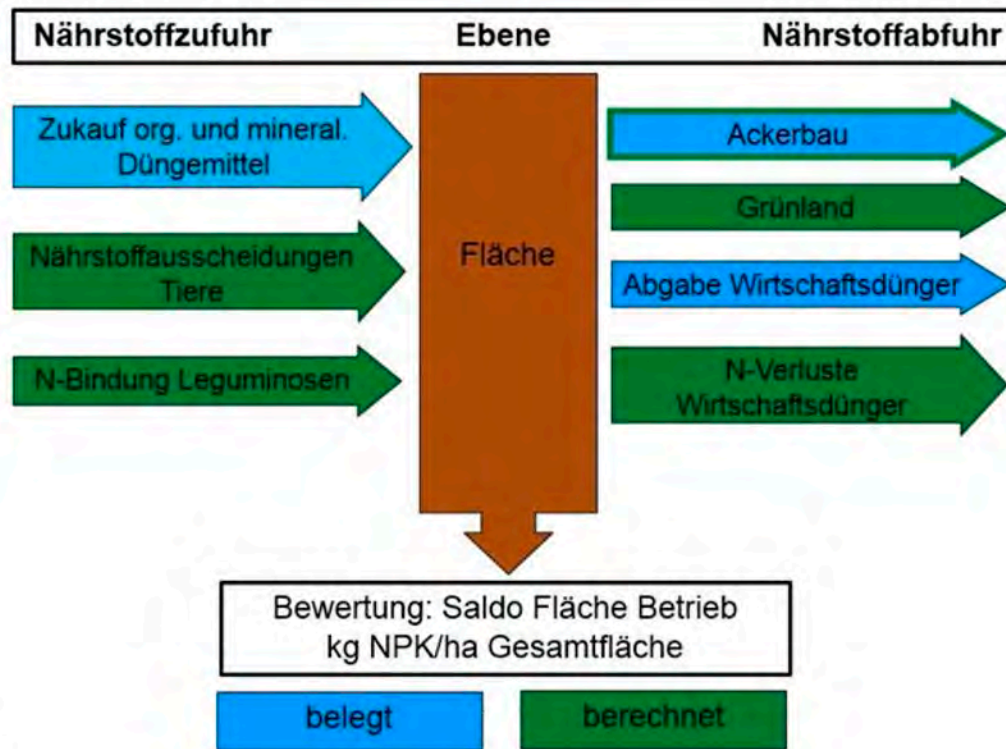 Nährstoffzufuhr Ebene Nährstoffabfuhr
Zukauf org. und mineral.
Düngemittel
Nährstoffausscheidungen
Tiere
N-Bindung Leguminosen
Fläche
Ackerbau
Grünland
Abgabe Wirtschaftsdünger
N-Verluste
Wirtschaftsdünger
Bewertung: Saldo Fläche Betrieb
kg NPK/ha Gesamtfläche
belegt berechnet